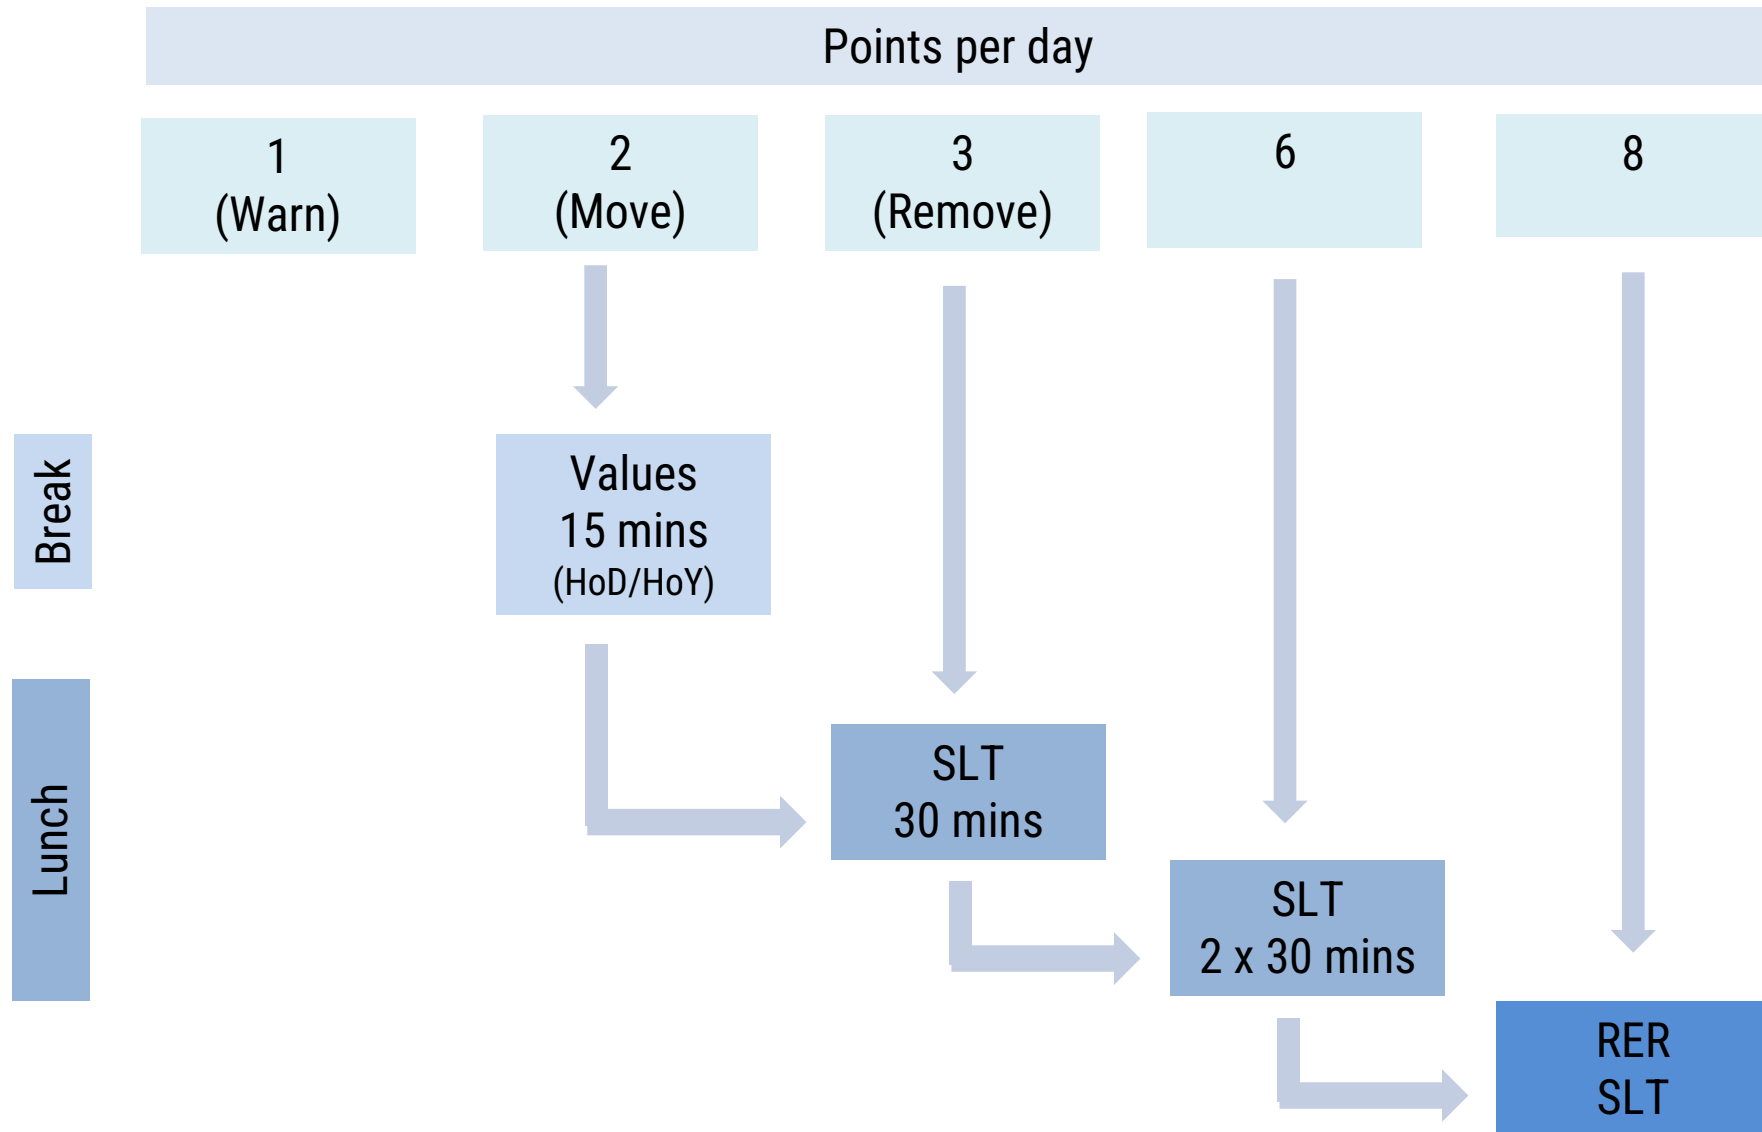 Points per day
1
(Warn)
2
(Move)
3
(Remove)
6
8
Break
Values
15 mins
(HoD/HoY)
Lunch
SLT
30 mins
SLT
2 x 30 mins
RER
SLT